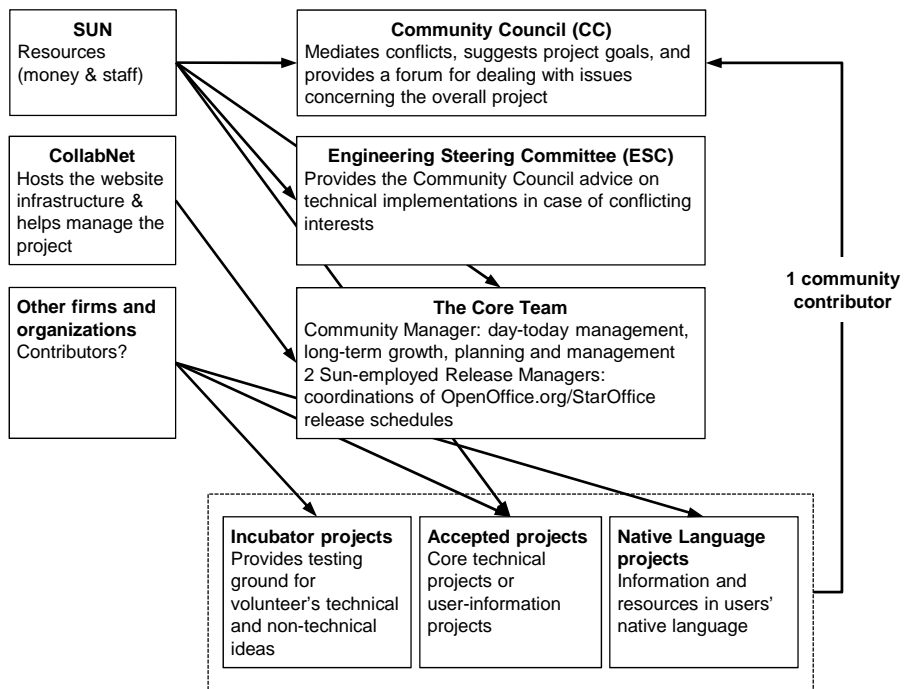 SUN
Resources
(money & staff)
Community Council (CC)
Mediates conflicts, suggests project goals, and
provides a forum for dealing with issues
concerning the overall project
CollabNet
Hosts the website
infrastructure &
helps manage the
project
Engineering Steering Committee (ESC)
Provides the Community Council advice on
technical implementations in case of conflicting
interests
1 community
contributor
Other firms and
organizations
Contributors?
The Core Team
Community Manager: day-today management,
long-term growth, planning and management
2 Sun-employed Release Managers:
coordinations of OpenOffice.org/StarOffice
release schedules
Incubator projects
Provides testing
ground for
volunteer's technical
and non-technical
ideas
Accepted projects
Core technical
projects or
user-information
projects
Native Language
projects
Information and
resources in users'
native language